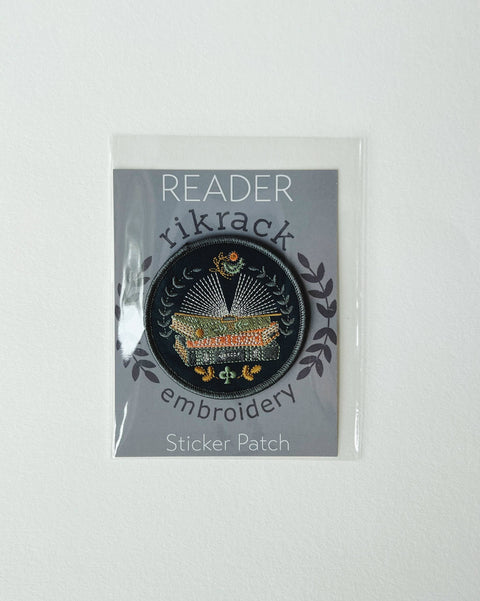 READER
rikrack
embroidery
Sticker Patch